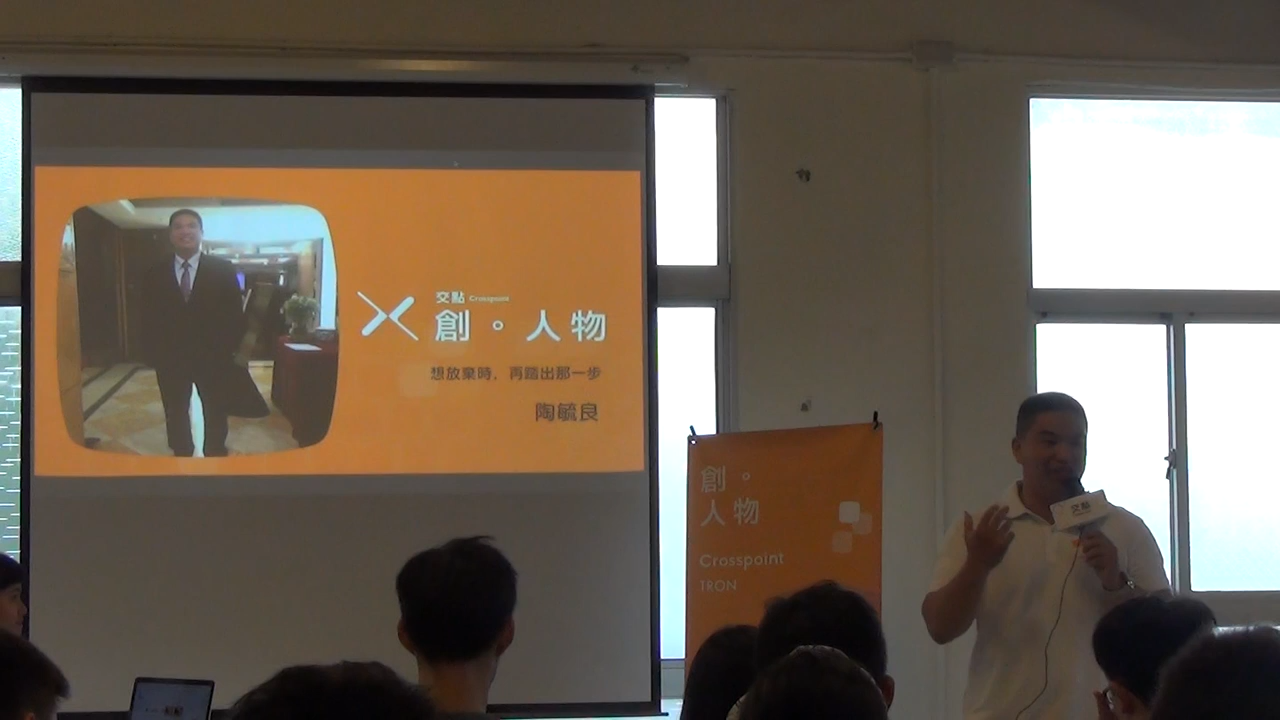 交點 Crosspoint
創。人物
想放棄時，再踏出那一步
陶毓良
創。
人物
Crosspoint
TRON
交點